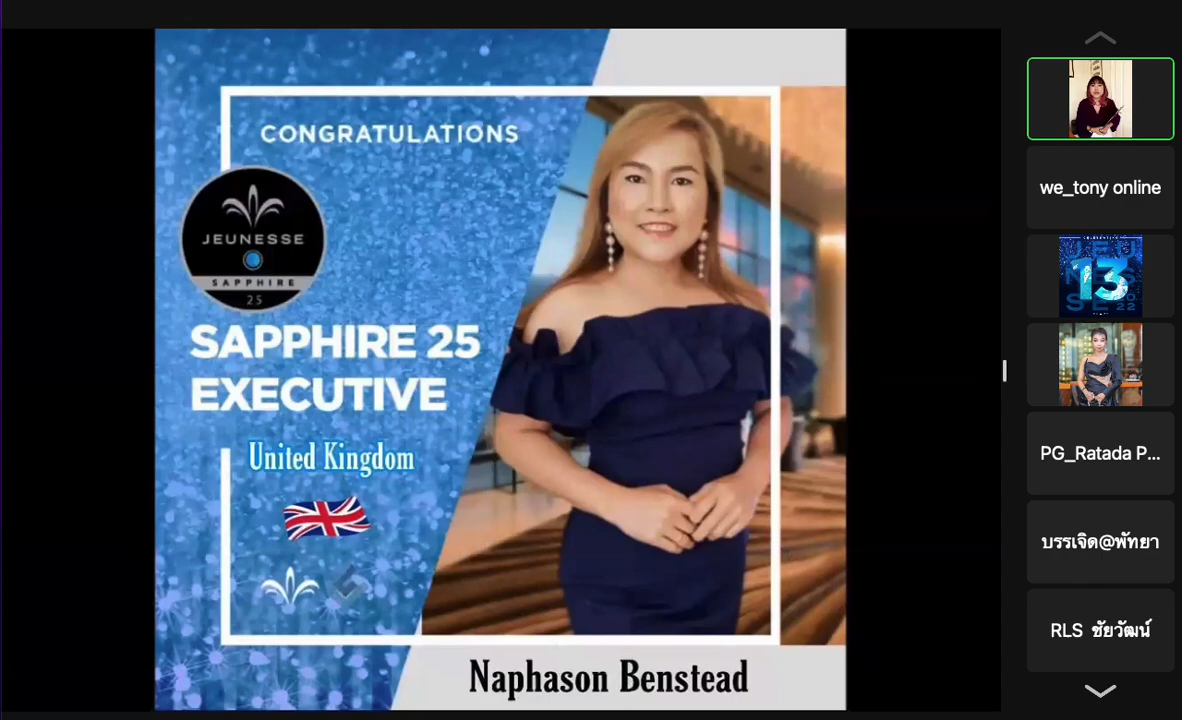 CONGRATULATIONS
JEUNESSE
SAPPHIRE
25
SAPPHIRE 25
EXECUTIVE
United Kingdom
Naphason Benstead
we_tony online
13
PG_Ratada P...
บรรเจิด@พัทยา
RLS ชัยวัฒน์